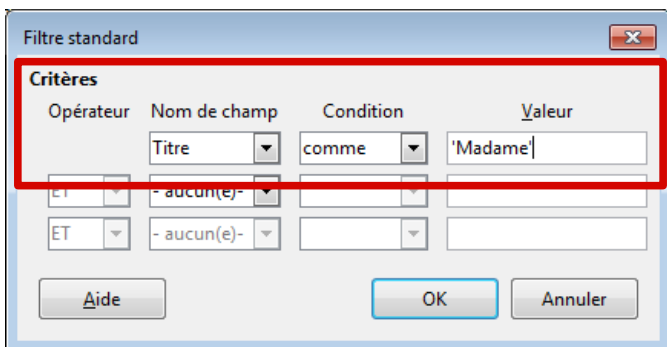 Filtre standard
Critères
Opérateur Nom de champ Condition Valeur
Titre comme 'Madame'
ET - aucun(e)-
ET - aucun(e)-
Aide OK Annuler